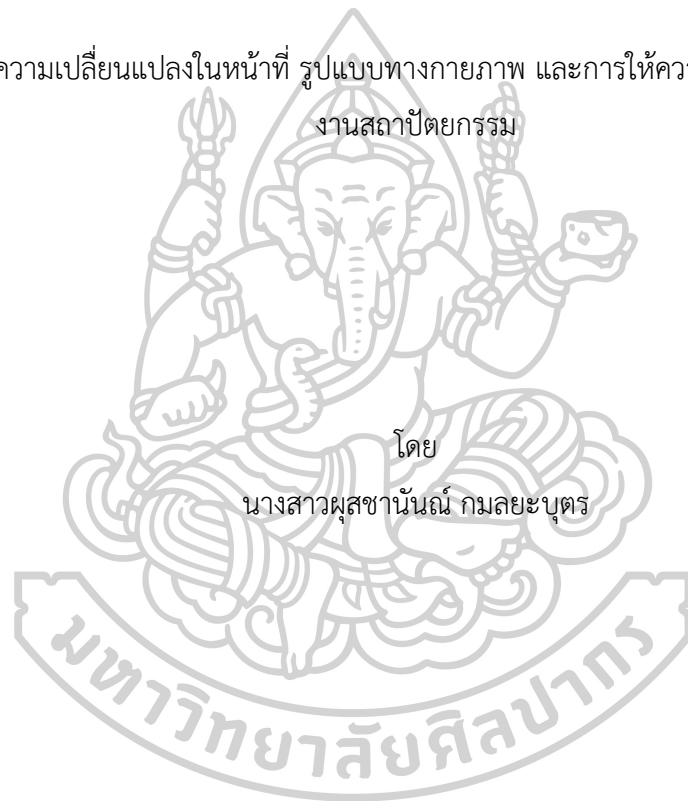 ความเปลี่ยนแปลงในหน้าที่ รูปแบบทางกายภาพ และการให้ควา
งานสถาปัตยกรรม
โดย
นางสาวผุสชานันณ์ กมลยะบุตร
มหาวิทยาลัยศิลปากร